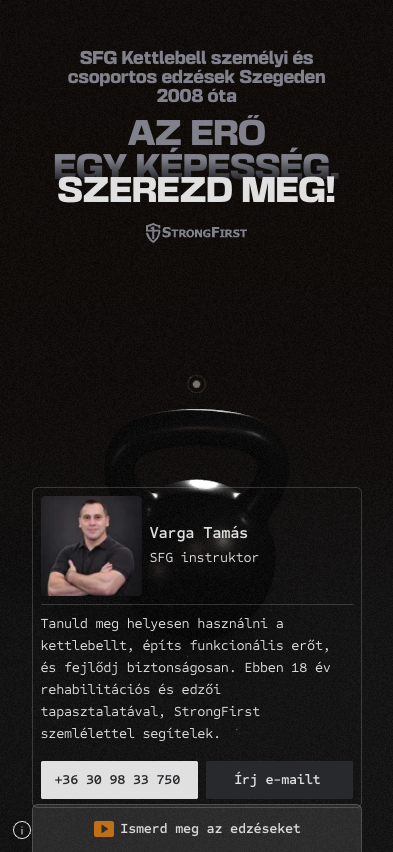 SFG Kettlebell személyi és
csoportos edzések Szegeden
2008 óta
AZ ERŐ
EGY KÉPESSÉG.
SZEREZD MEG!
STRONGFIRST
Varga Tamás
SFG instruktor
Tanuld meg helyesen használni a
kettlebellt, építs funkcionális erőt,
és fejlődj biztonságosan. Ebben 18 év
rehabilitációs és edzői
tapasztalatával, StrongFirst
szemlélettel segítelek.
+36 30 98 33 750
Írj e-mailt
Ismerd meg az edzéseket